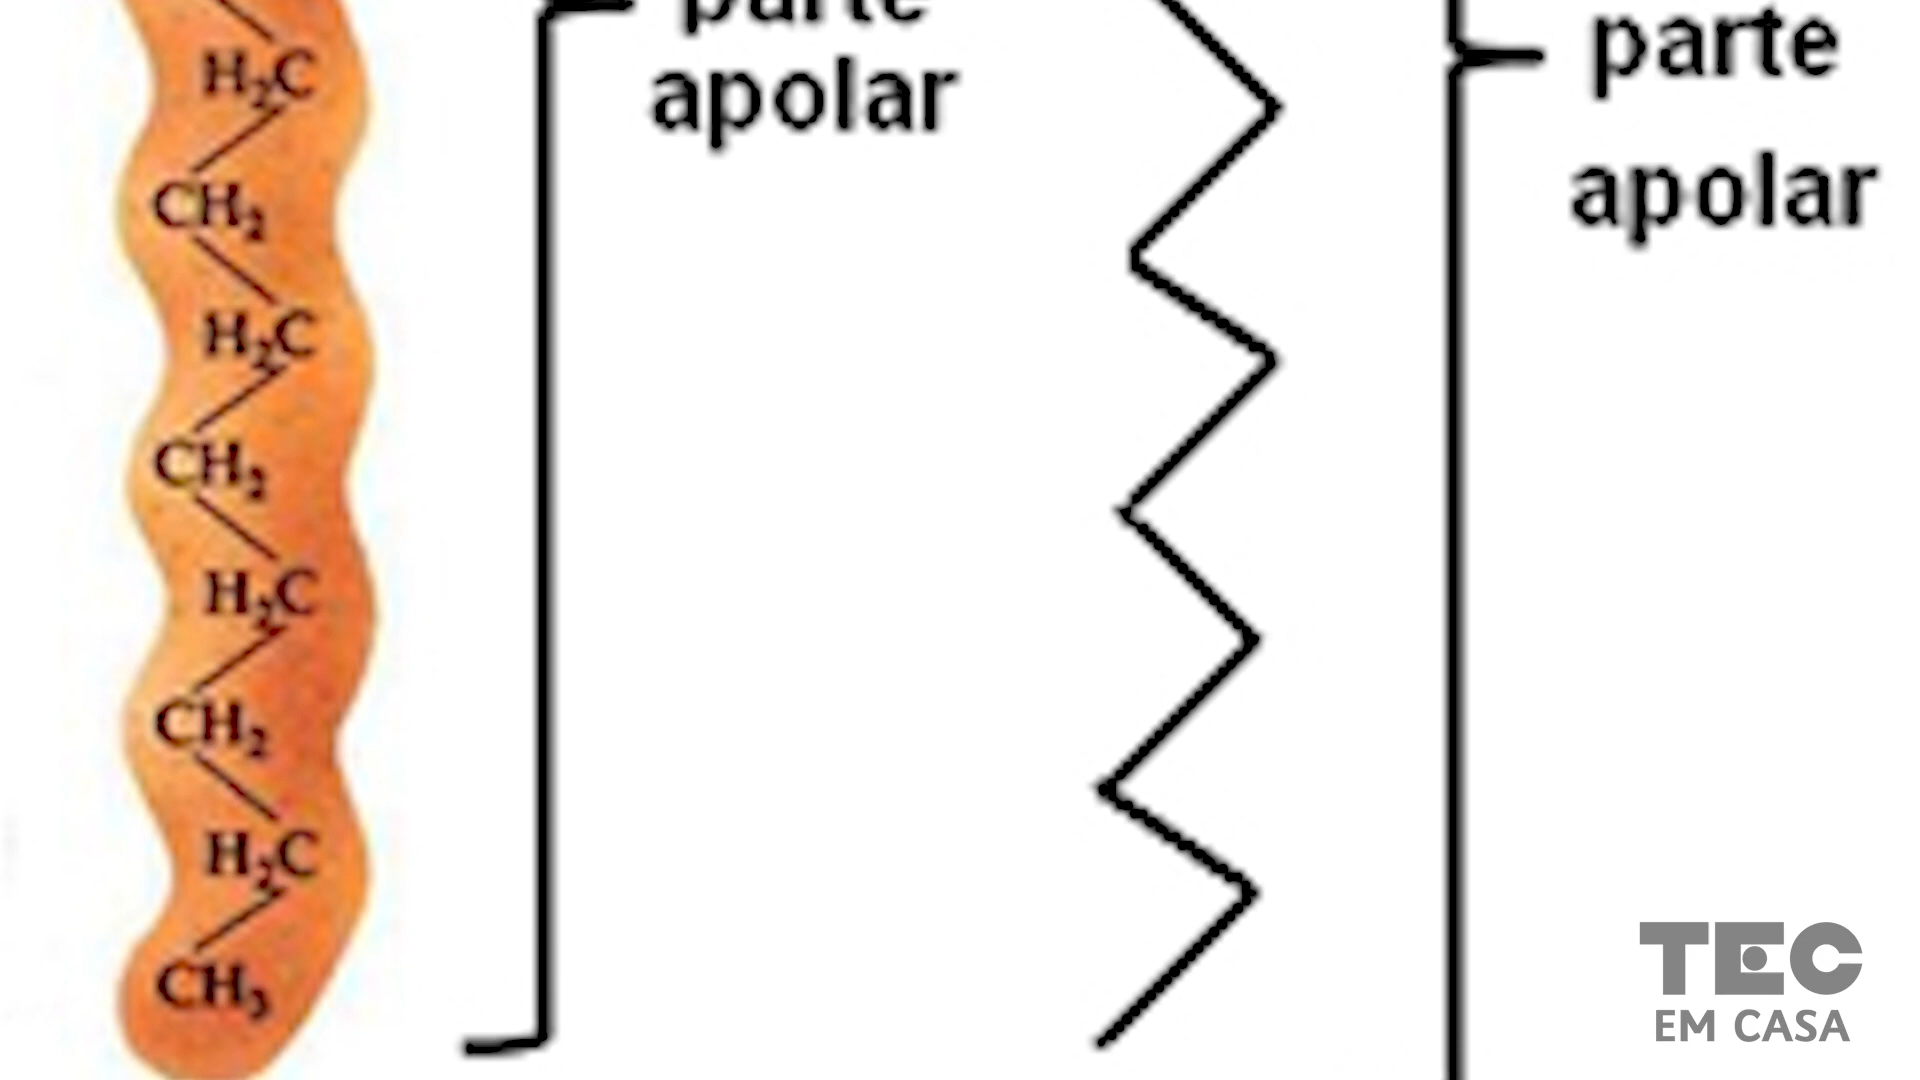 H₂C
CH₂
H₂C
CH₂
H₂C
CH₂
H₂C
CH₃
parte
apolar
parte
apolar
TEC
EM CASA